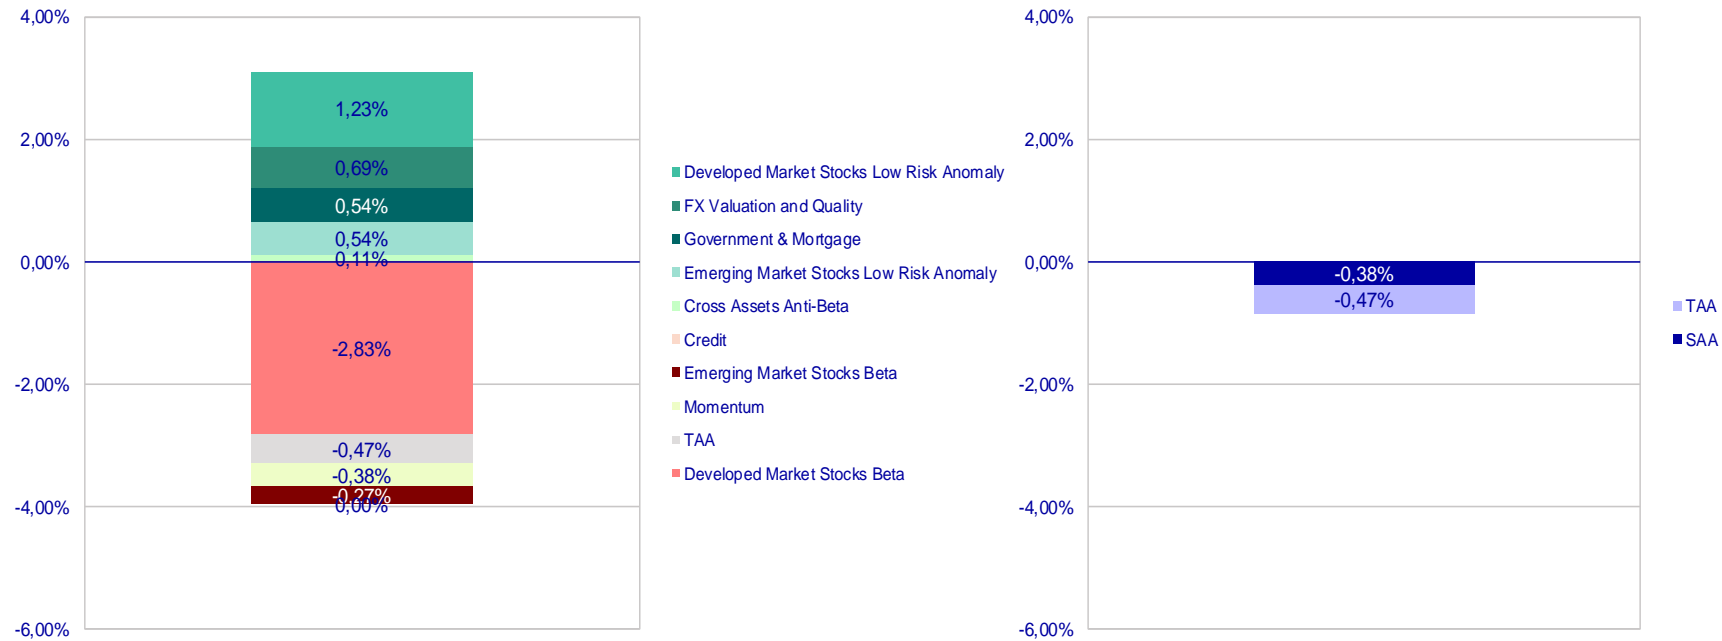 4,00%
2,00%
0,00%
-2,00%
-4,00%
-6,00%
1,23%
0,69%
0,54%
0,54%
0,11%
-2,83%
-0,47%
-0,38%
-0,27%
0,00%
Developed Market Stocks Low Risk Anomaly
FX Valuation and Quality
Government & Mortgage
Emerging Market Stocks Low Risk Anomaly
Cross Assets Anti-Beta
Credit
Emerging Market Stocks Beta
Momentum
TAA
Developed Market Stocks Beta
4,00%
2,00%
0,00%
-2,00%
-4,00%
-6,00%
-0,38%
-0,47%
TAA
SAA